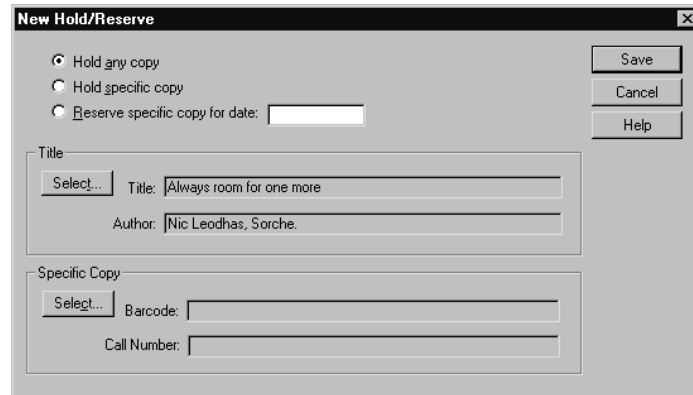 New Hold/Reserve
Hold any copy
Hold specific copy
Reserve specific copy for date:
Save
Cancel
Help
Title
Select... Title: Always room for one more
Author: Nic Leodhas, Sorche.
Specific Copy
Select... Barcode:
Call Number: